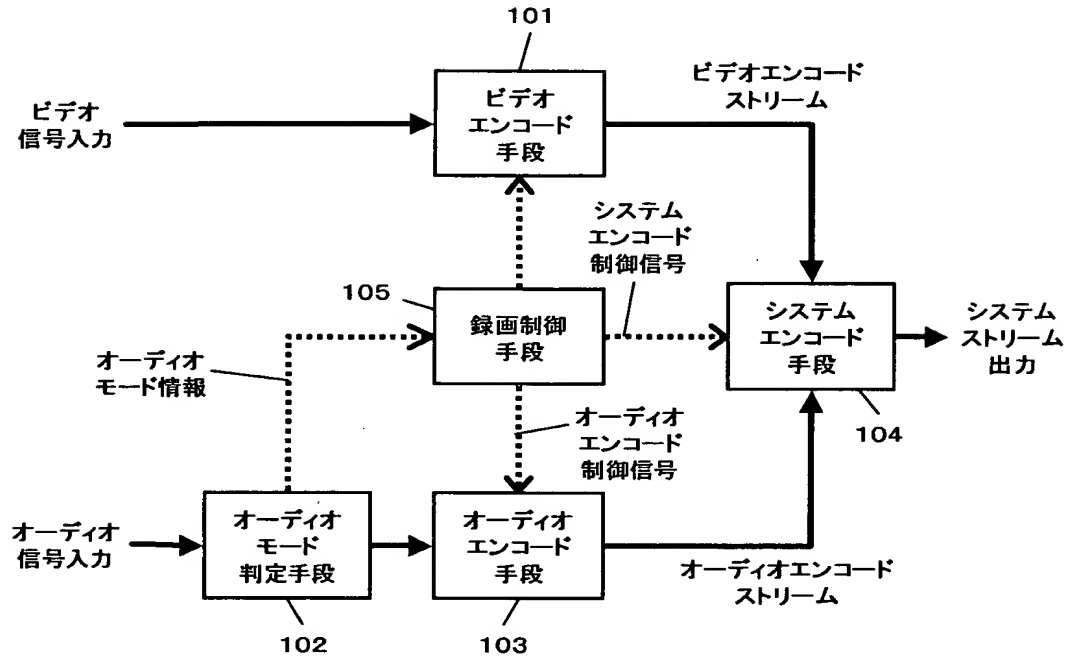 101
ビデオ
信号入力
ビデオ
エンコード
手段
ビデオエンコード
ストリーム
システム
エンコード
制御信号
105
録画制御
手段
システム
エンコード
手段
システム
ストリーム
出力
オーディオ
モード情報
オーディオ
エンコード
制御信号
104
オーディオ
信号入力
オーディオ
モード
判定手段
オーディオ
エンコード
手段
オーディオエンコード
ストリーム
102
103